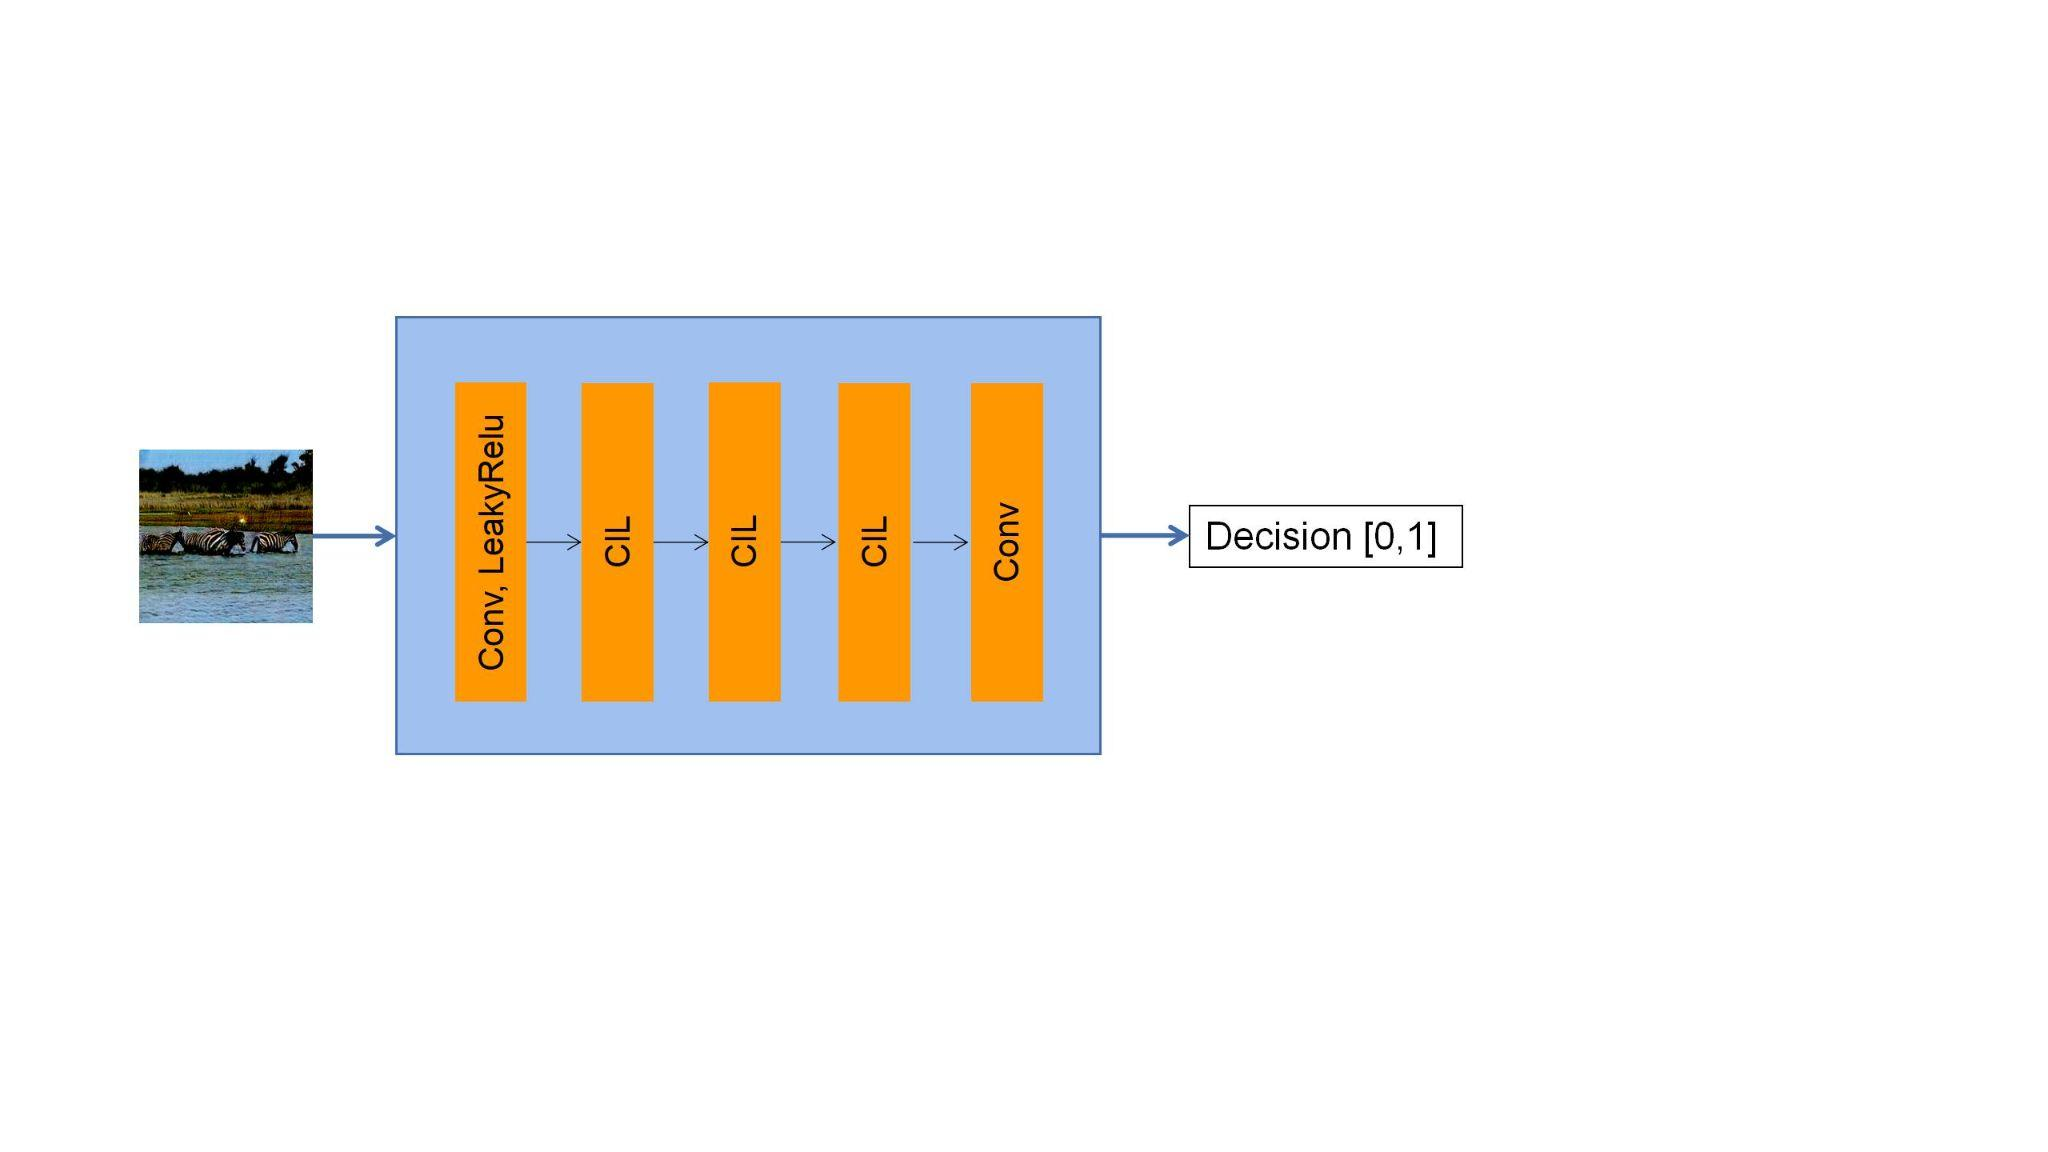 Conv, LeakyRelu
CIL
CIL
CIL
Conv
Decision [0,1]